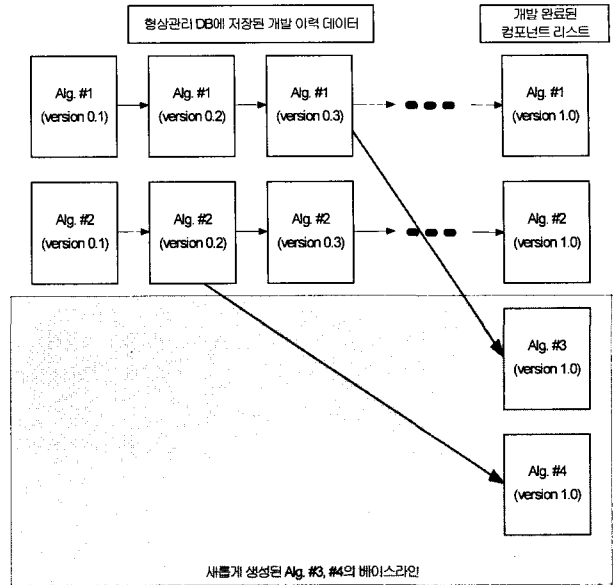 형상관리 DB에 저장된 개발 이력 데이터
개발 완료된
컴포넌트 리스트
Alg. #1
(version 0.1)
Alg. #1
(version 0.2)
Alg. #1
(version 0.3)
Alg. #1
(version 1.0)
Alg. #2
(version 0.1)
Alg. #2
(version 0.2)
Alg. #2
(version 0.3)
Alg. #2
(version 1.0)
Alg. #3
(version 1.0)
Alg. #4
(version 1.0)
새롭게 생성된 Alg. #3, #4의 베이스라인